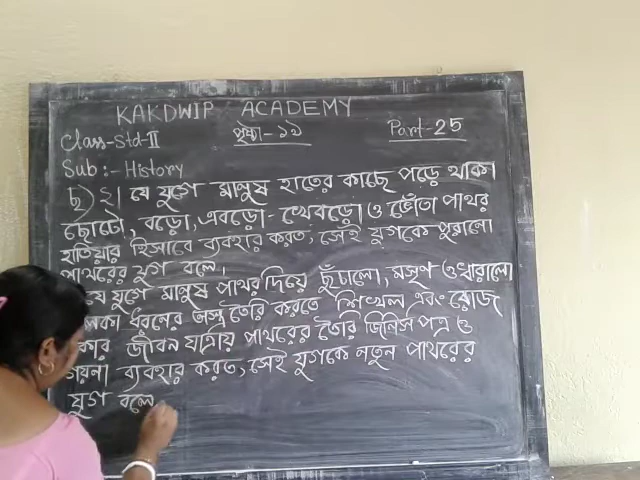 KAKDWIP ACADEMY
Class-Std-II পৃষ্ঠা-১১ Part-25
Sub :- History
ছ) ২। যে যুগে মানুষ হাতের কাছে পড়ে থাকা
ছোটো, বড়ো, এবড়ো-খেবড়ো ও ভোঁতা পাথর
হাতিয়ার হিসাবে ব্যবহার করত, সেই যুগকে পুরানো
পাথরের যুগ বলে।
যে যুগে মানুষ পাথর দিয়ে ছুঁচালো, মসৃণ ও ধারালো
ধরনের অস্ত্র তৈরি করতে শিখল এবং রোজ
কার জীবন যাত্রায় পাথরের তৈরি জিনিস পত্র ও
গয়না ব্যবহার করত, সেই যুগকে নতুন পাথরের
যুগ বলে